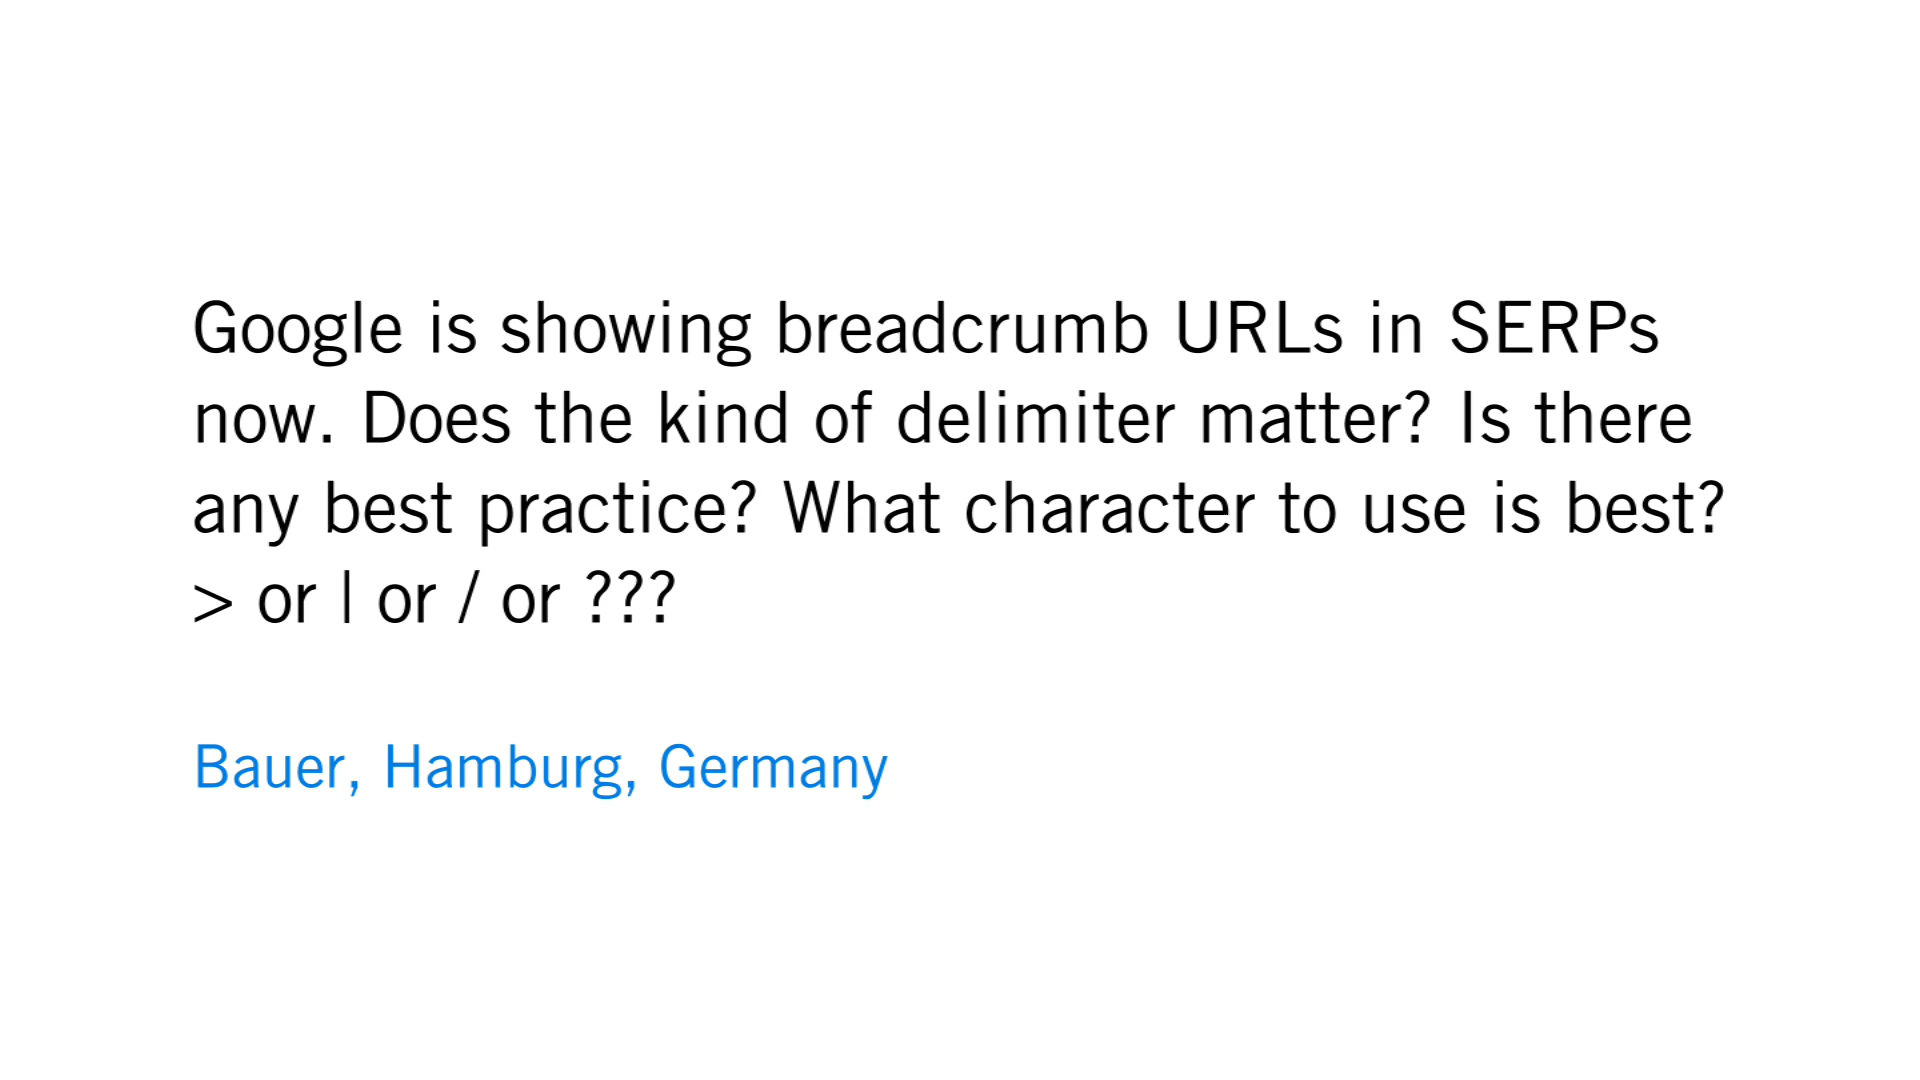 Google is showing breadcrumb URLs in SERPs
now. Does the kind of delimiter matter? Is there
any best practice? What character to use is best?
> or | or / or ???
Bauer, Hamburg, Germany